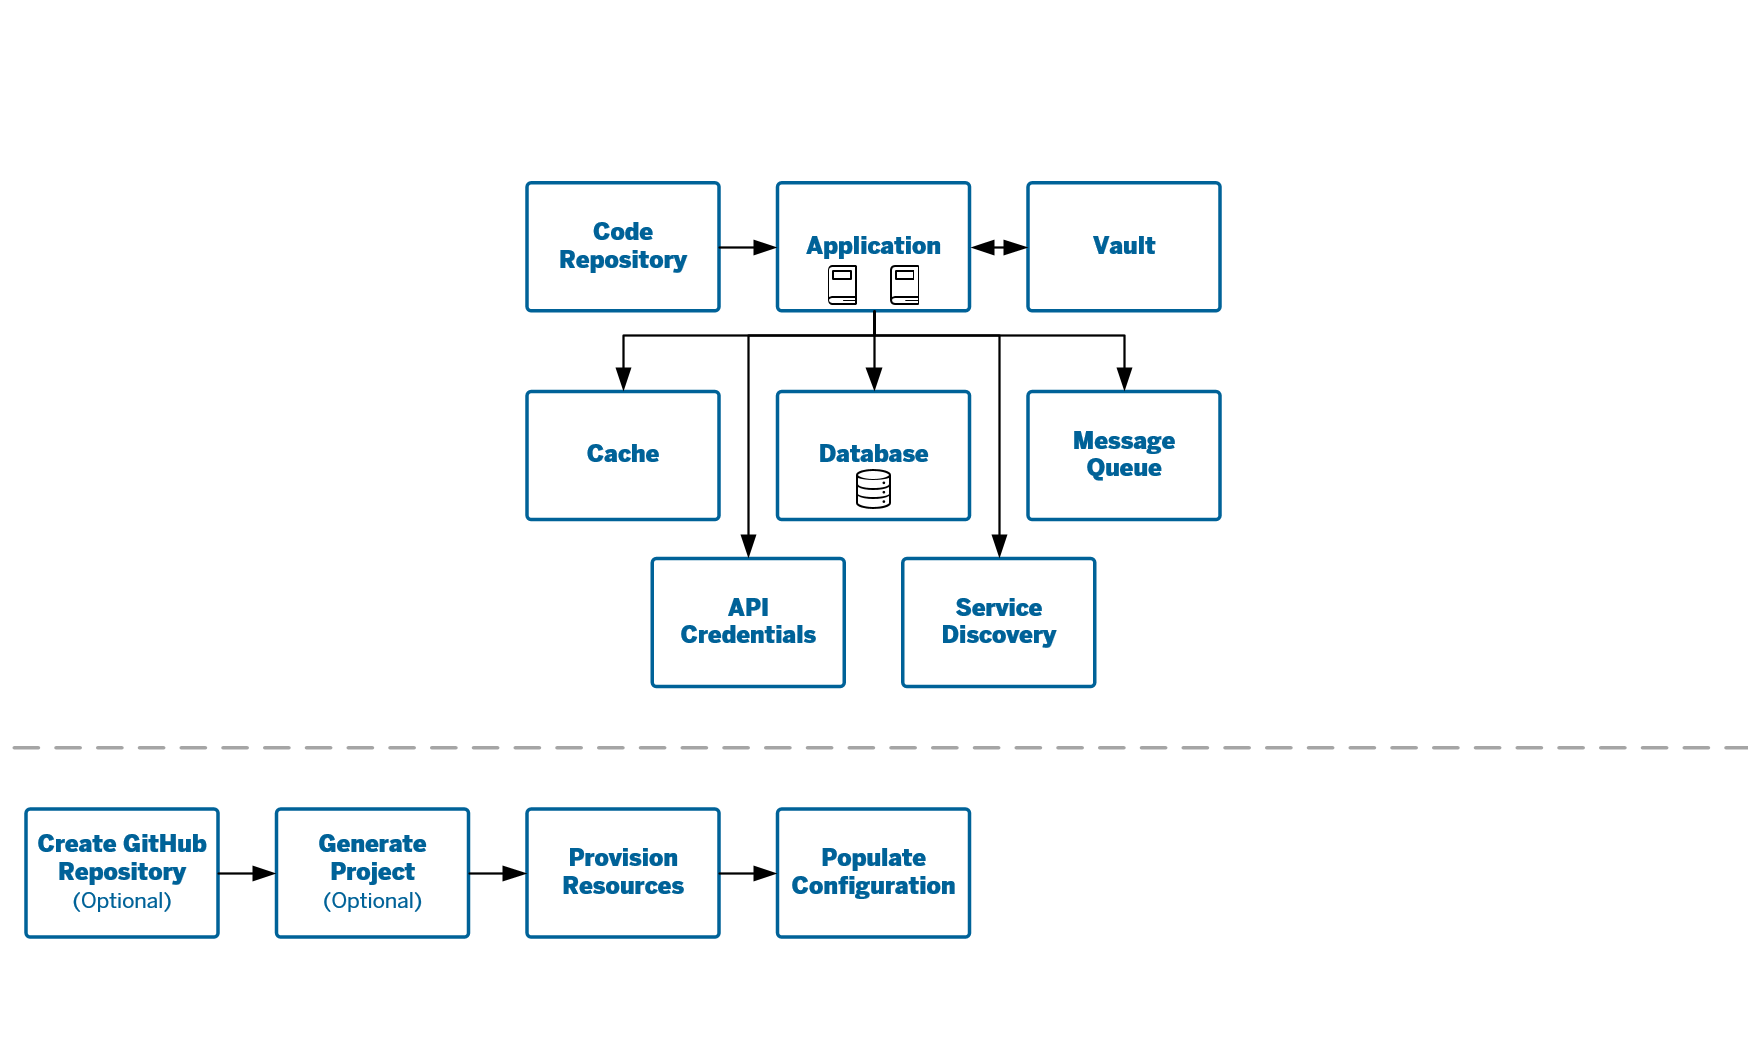 Code
Repository
Application
Vault
Cache
Database
Message
Queue
API
Credentials
Service
Discovery
Create GitHub
Repository
(Optional)
Generate
Project
(Optional)
Provision
Resources
Populate
Configuration